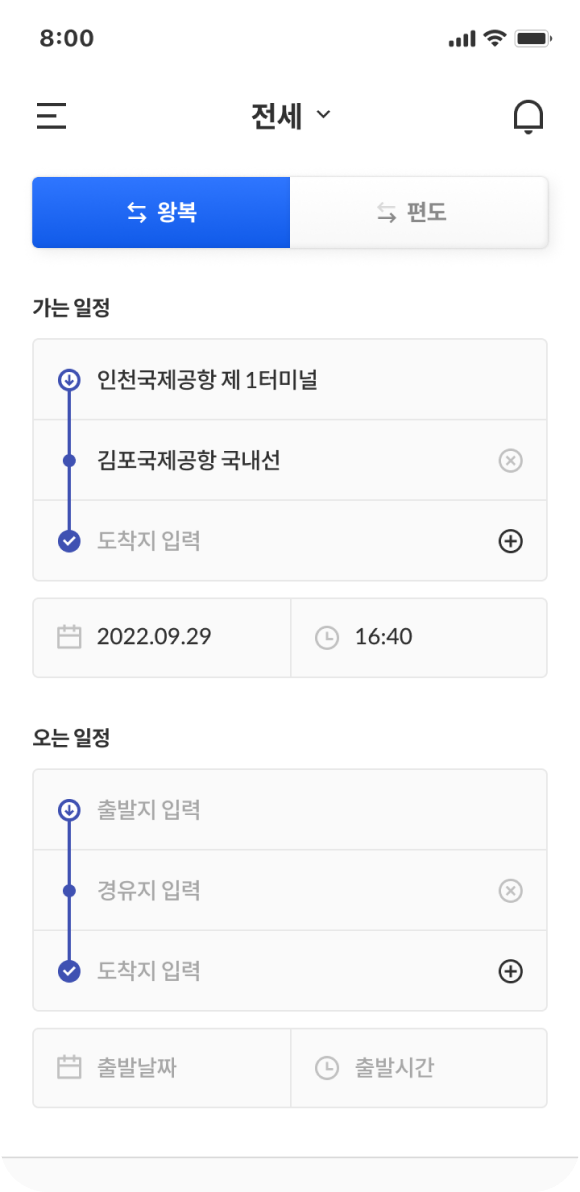 8:00
전세
왕복
편도
가는 일정
인천국제공항 제 1터미널
김포국제공항 국내선
도착지 입력
2022.09.29
16:40
오는 일정
출발지 입력
경유지 입력
도착지 입력
출발날짜
출발시간